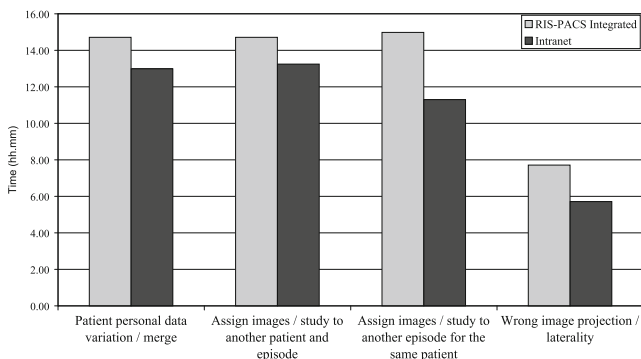 16.00
14.00
12.00
10.00
8.00
6.00
4.00
2.00
0.00
Time (hh.mm)
RIS-PACS Integrated
Intranet
Patient personal data
variation / merge
Assign images / study to
another patient and
episode
Assign images / study to
another episode for the
same patient
Wrong image projection /
laterality